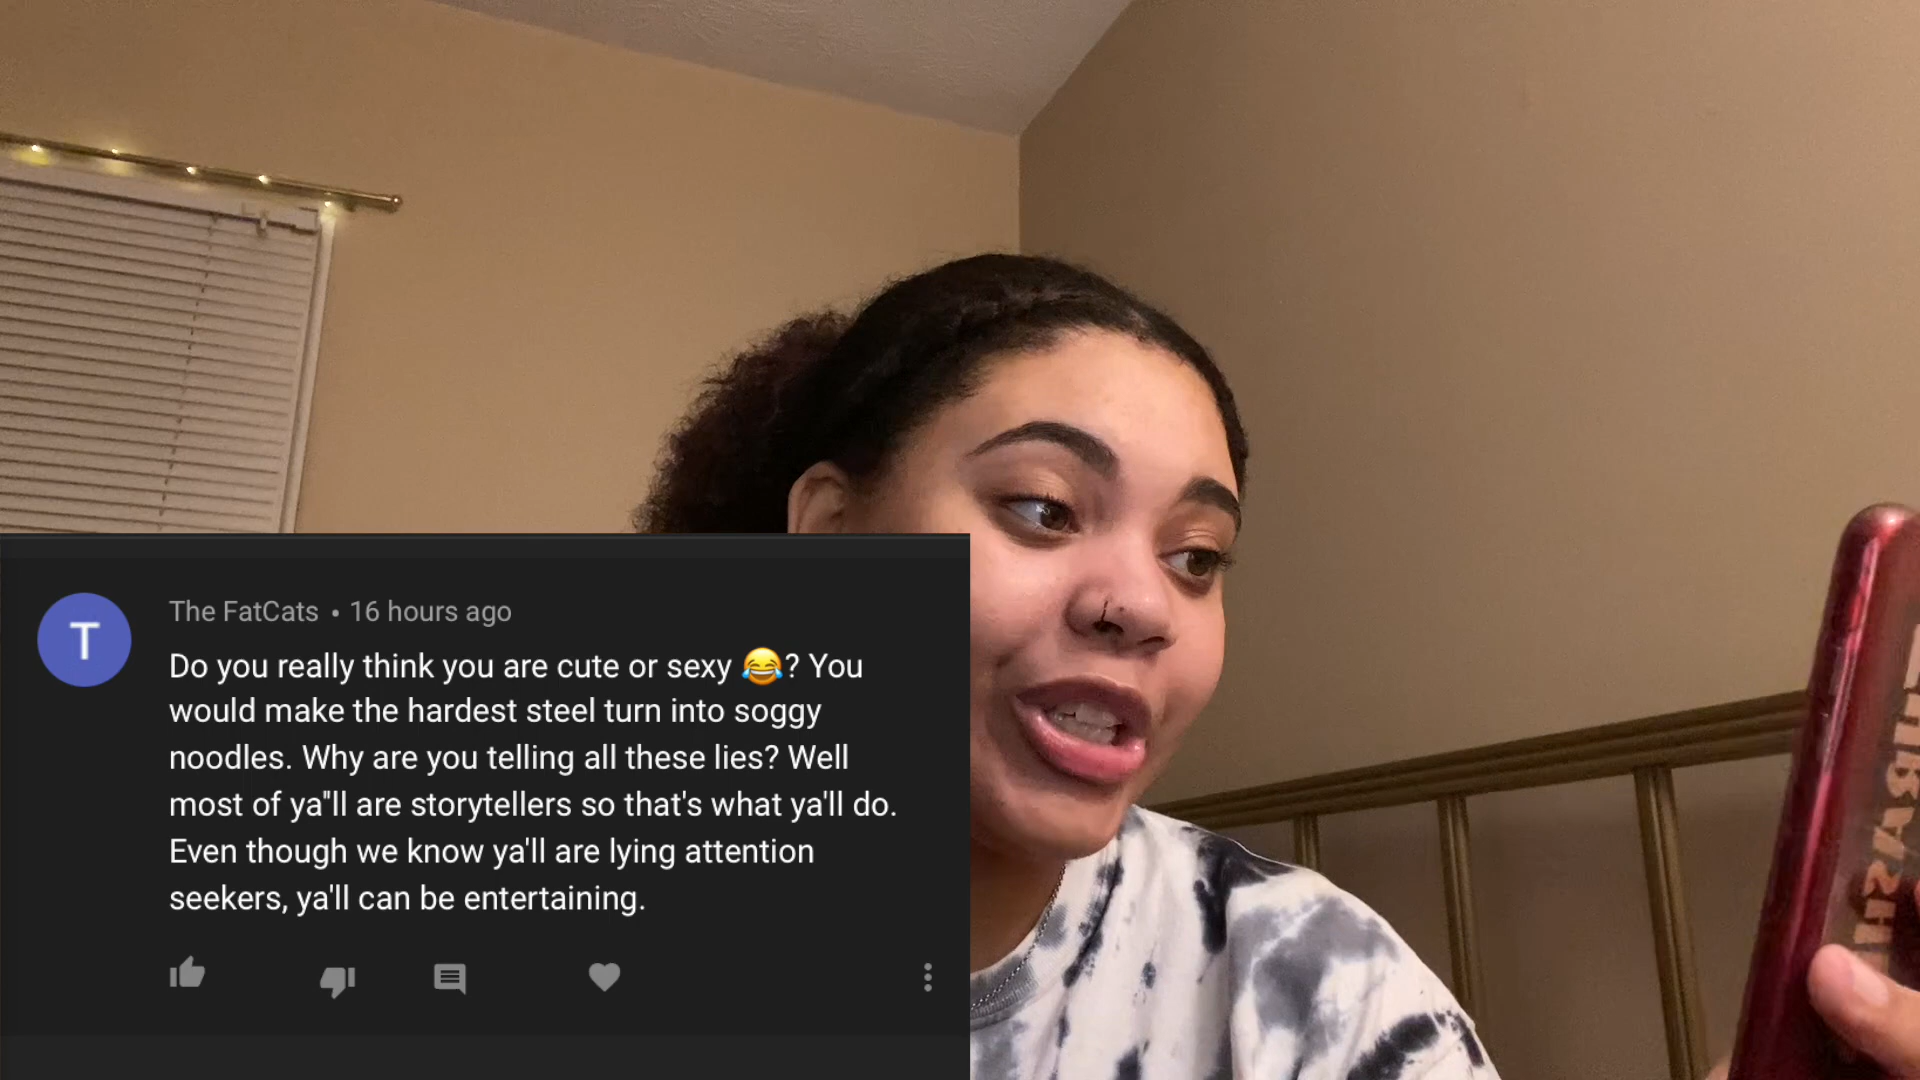 T
The FatCats • 16 hours ago
Do you really think you are cute or sexy 😂? You
would make the hardest steel turn into soggy
noodles. Why are you telling all these lies? Well
most of ya"ll are storytellers so that's what ya'll do.
Even though we know ya'll are lying attention
seekers, ya'll can be entertaining.